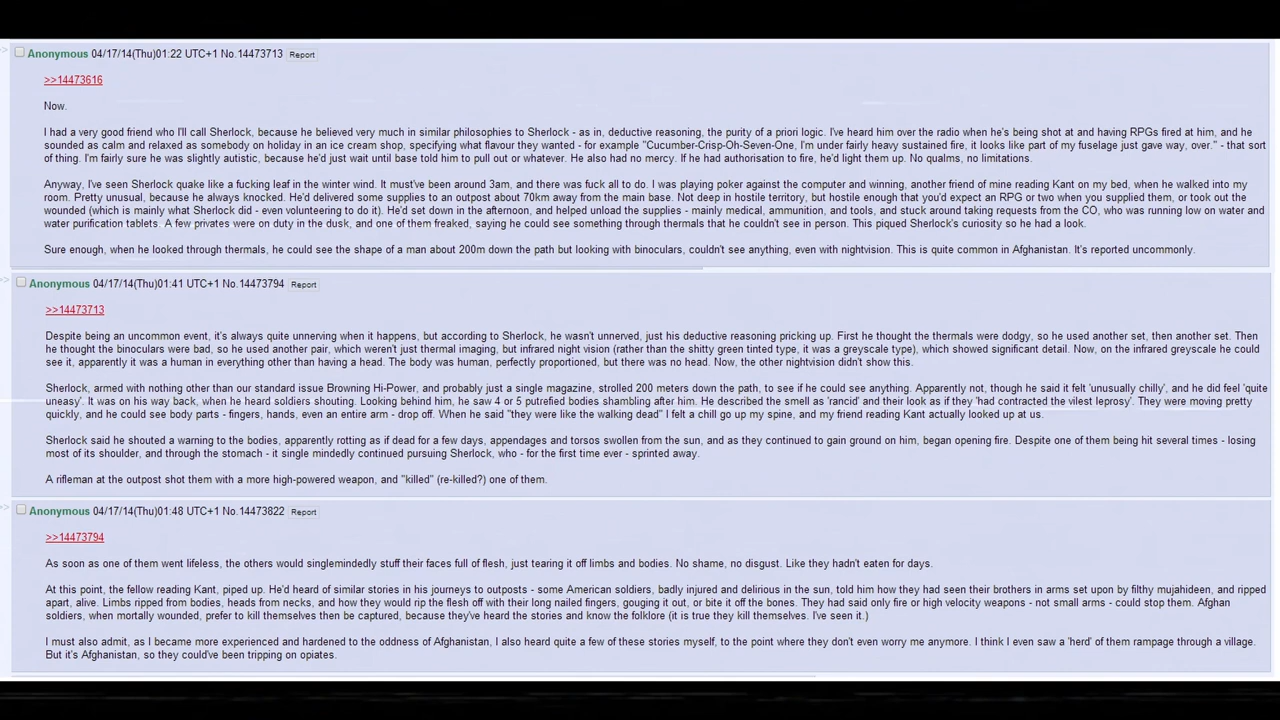 Anonymous 04/17/14(Thu)01:22 UTC+1 No.14473713 Report
>>14473616
Now.
I had a very good friend who I'll call Sherlock, because he believed very much in similar philosophies to Sherlock - as in, deductive reasoning, the purity of a priori logic. I've heard him over the radio when he's being shot at and having RPGs fired at him, and he
sounded as calm and relaxed as somebody on holiday in an ice cream shop, specifying what flavour they wanted - for example "Cucumber-Crisp-Oh-Seven-One, I'm under fairly heavy sustained fire, it looks like part of my fuselage just gave way, over." - that sort
of thing. I'm fairly sure he was slightly autistic, because he'd just wait until base told him to pull out or whatever. He also had no mercy. If he had authorisation to fire, he'd light them up. No qualms, no limitations.
Anyway, I've seen Sherlock quake like a fucking leaf in the winter wind. It must've been around 3am, and there was fuck all to do. I was playing poker against the computer and winning, another friend of mine reading Kant on my bed, when he walked into my
room. Pretty unusual, because he always knocked. He'd delivered some supplies to an outpost about 70km away from the main base. Not deep in hostile territory, but hostile enough that you'd expect an RPG or two when you supplied them, or took out the
wounded (which is mainly what Sherlock did - even volunteering to do it). He'd set down in the afternoon, and helped unload the supplies - mainly medical, ammunition, and tools, and stuck around taking requests from the CO, who was running low on water and
water purification tablets. A few privates were on duty in the dusk, and one of them freaked, saying he could see something through thermals that he couldn't see in person. This piqued Sherlock's curiosity so he had a look.
Sure enough, when he looked through thermals, he could see the shape of a man about 200m down the path but looking with binoculars, couldn't see anything, even with nightvision. This is quite common in Afghanistan. It's reported uncommonly.
Anonymous 04/17/14(Thu)01:41 UTC+1 No.14473794 Report
>>14473713
Despite being an uncommon event, it's always quite unnerving when it happens, but according to Sherlock, he wasn't unnerved, just his deductive reasoning pricking up. First he thought the thermals were dodgy, so he used another set, then another set. Then
he thought the binoculars were bad, so he used another pair, which weren't just thermal imaging, but infrared night vision (rather than the shitty green tinted type, it was a greyscale type), which showed significant detail. Now, on the infrared greyscale he could
see it, apparently it was a human in everything other than having a head. The body was human, perfectly proportioned, but there was no head. Now, the other nightvision didn't show this.
Sherlock, armed with nothing other than our standard issue Browning Hi-Power, and probably just a single magazine, strolled 200 meters down the path, to see if he could see anything. Apparently not, though he said it felt 'unusually chilly', and he did feel 'quite
uneasy'. It was on his way back, when he heard soldiers shouting. Looking behind him, he saw 4 or 5 putrefied bodies shambling after him. He described the smell as 'rancid' and their look as if they 'had contracted the vilest leprosy'. They were moving pretty
quickly, and he could see body parts - fingers, hands, even an entire arm - drop off. When he said "they were like the walking dead" I felt a chill go up my spine, and my friend reading Kant actually looked up at us.
Sherlock said he shouted a warning to the bodies, apparently rotting as if dead for a few days, appendages and torsos swollen from the sun, and as they continued to gain ground on him, began opening fire. Despite one of them being hit several times - losing
most of its shoulder, and through the stomach - it single mindedly continued pursuing Sherlock, who - for the first time ever - sprinted away.
A rifleman at the outpost shot them with a more high-powered weapon, and "killed" (re-killed?) one of them.
Anonymous 04/17/14(Thu)01:48 UTC+1 No.14473822 Report
>>14473794
As soon as one of them went lifeless, the others would singlemindedly stuff their faces full of flesh, just tearing it off limbs and bodies. No shame, no disgust. Like they hadn't eaten for days.
At this point, the fellow reading Kant, piped up. He'd heard of similar stories in his journeys to outposts - some American soldiers, badly injured and delirious in the sun, told him how they had seen their brothers in arms set upon by filthy mujahideen, and ripped
apart, alive. Limbs ripped from bodies, heads from necks, and how they would rip the flesh off with their long nailed fingers, gouging it out, or bite it off the bones. They had said only fire or high velocity weapons - not small arms - could stop them. Afghan
soldiers, when mortally wounded, prefer to kill themselves then be captured, because they've heard the stories and know the folklore (it is true they kill themselves. I've seen it.)
I must also admit, as I became more experienced and hardened to the oddness of Afghanistan, I also heard quite a few of these stories myself, to the point where they don't even worry me anymore. I think I even saw a 'herd' of them rampage through a village.
But it's Afghanistan, so they could've been tripping on opiates.